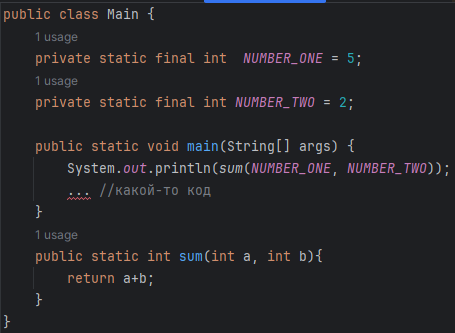 public class Main {
1 usage
private static final int  NUMBER_ONE = 5;
1 usage
private static final int NUMBER_TWO = 2;
public static void main(String[] args) {
System.out.println(sum(NUMBER_ONE, NUMBER_TWO));
... //какой-то код
}
1 usage
public static int sum(int a, int b){
return a+b;
}
}